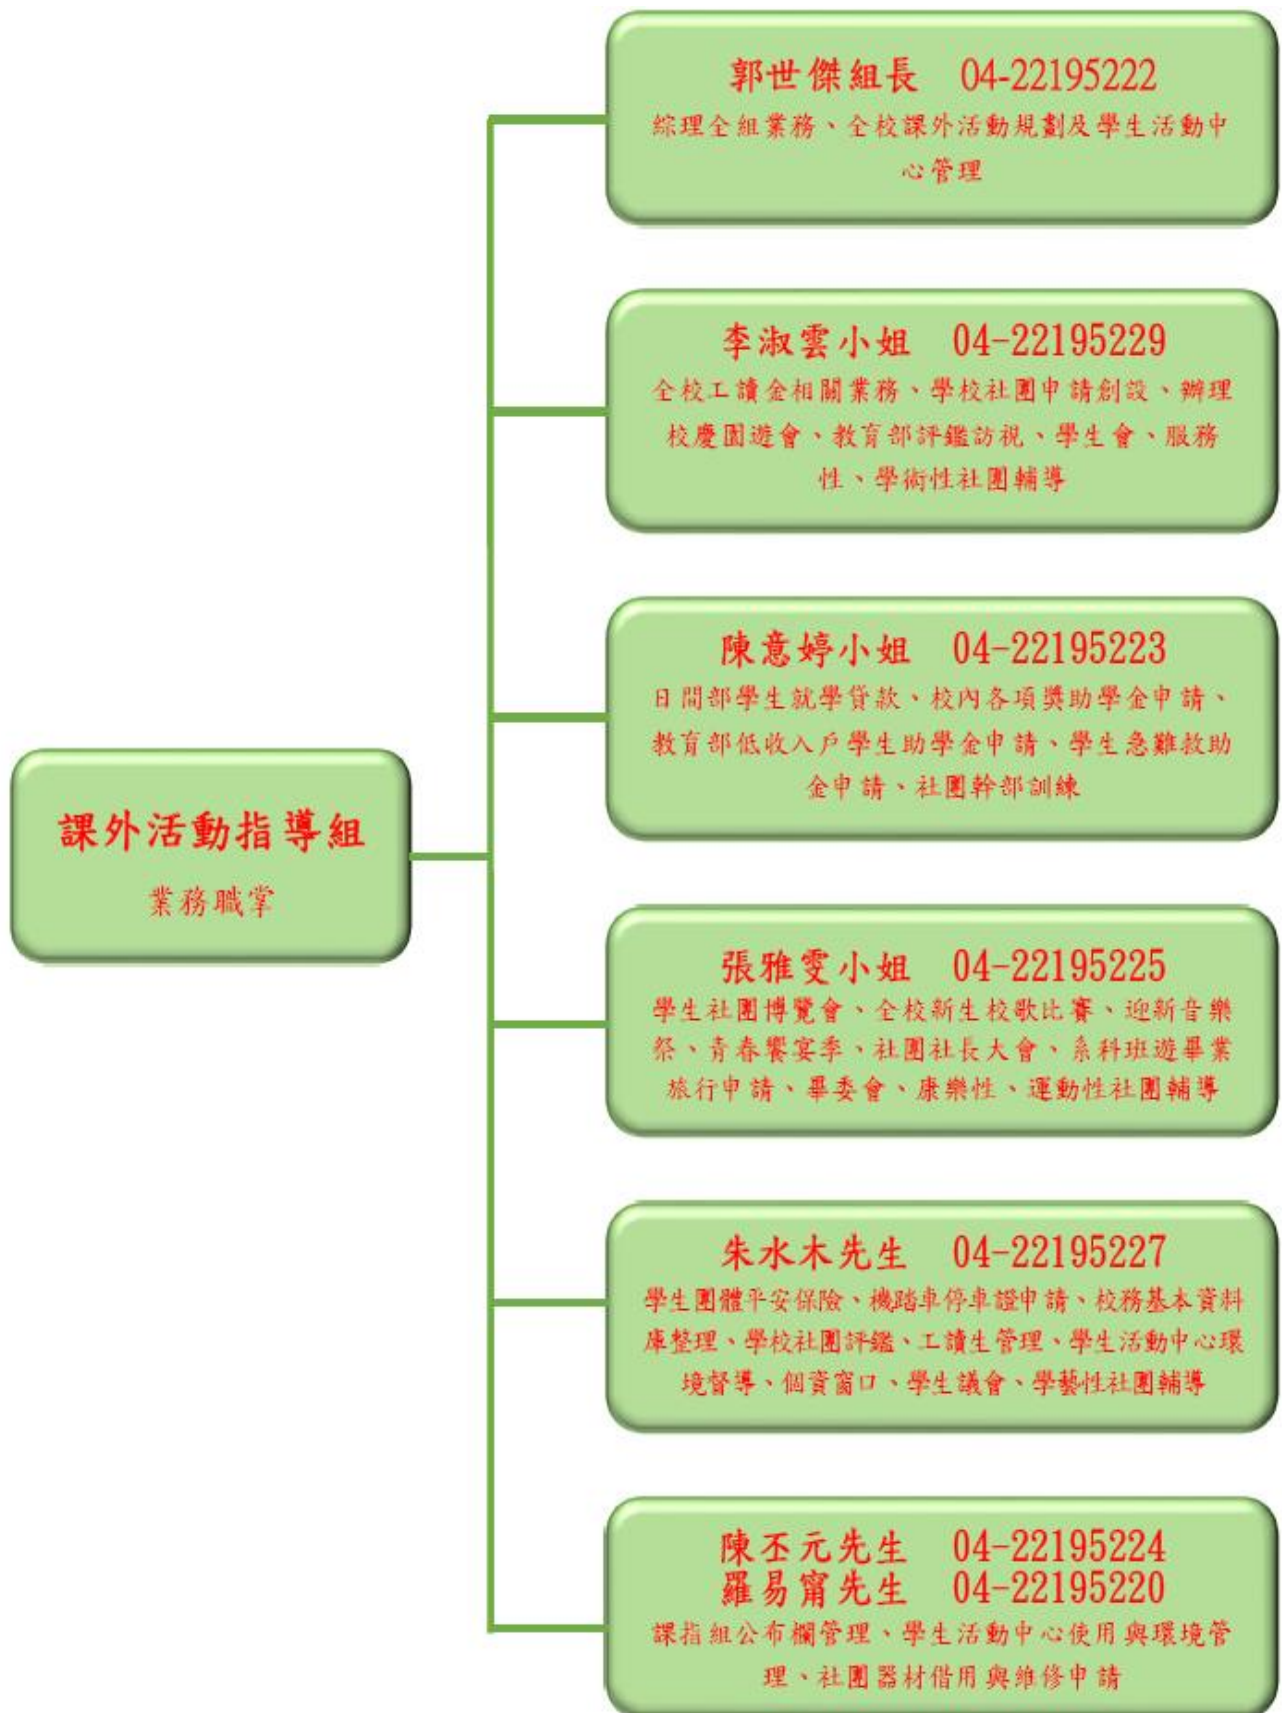 課外活動指導組
業務職掌
郭世傑組長 04-22195222
綜理全組業務、全校課外活動規劃及學生活動中
心管理
李淑雲小姐 04-22195229
全校工讀金相關業務、學校社團申請創設、辦理
校慶園遊會、教育部評鑑訪視、學生會、服務
性、學術性社團輔導
陳意婷小姐 04-22195223
日間部學生就學貸款、校內各項獎助學金申請、
教育部低收入戶學生助學金申請、學生急難救助
金申請、社團幹部訓練
張雅雯小姐 04-22195225
學生社團博覽會、全校新生校歌比賽、迎新音樂
祭、青春饗宴季、社團社長大會、系科班遊畢業
旅行申請、畢委會、康樂性、運動性社團輔導
朱水木先生 04-22195227
學生團體平安保險、機踏車停車證申請、校務基本資料
庫整理、學校社團評鑑、工讀生管理、學生活動中心環
境督導、個資窗口、學生議會、學藝性社團輔導
陳丕元先生 04-22195224
羅易甯先生 04-22195220
課指組公布欄管理、學生活動中心使用與環境管
理、社團器材借用與維修申請